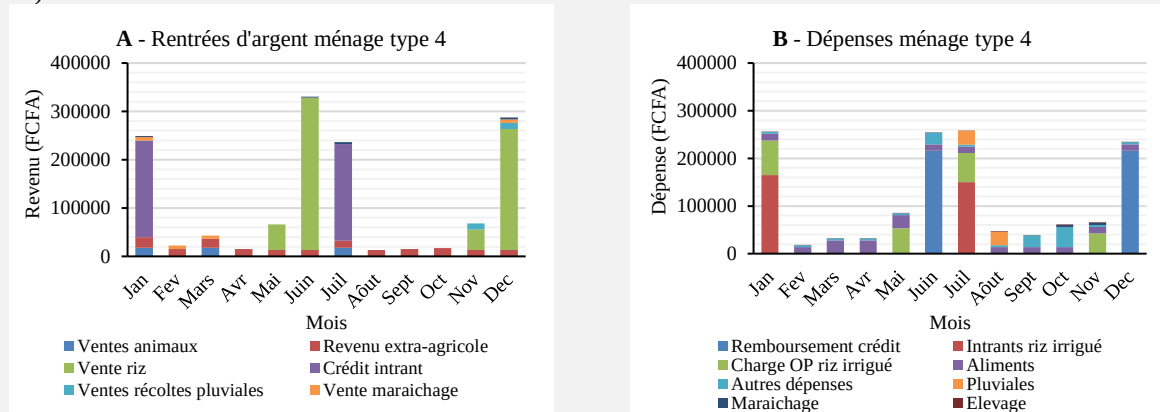 )
A - Rentrées d'argent ménage type 4
Revenu (FCFA)
400000
300000
200000
100000
0
Jan Fev Mars Avr Mai Juin Juil Aôut Sept Oct Nov Dec
Mois
Ventes animaux Revenu extra-agricole
Vente riz Crédit intrant
Ventes récoltes pluviales Vente maraichage
B - Dépenses ménage type 4
Dépense (FCFA)
400000
300000
200000
100000
0
Jan Fev Mars Avr Mai Juin Juil Aôut Sept Oct Nov Dec
Mois
Remboursement crédit Intrants riz irrigué
Charge OP riz irrigué Aliments
Autres dépenses Pluviales
Maraichage Elevage